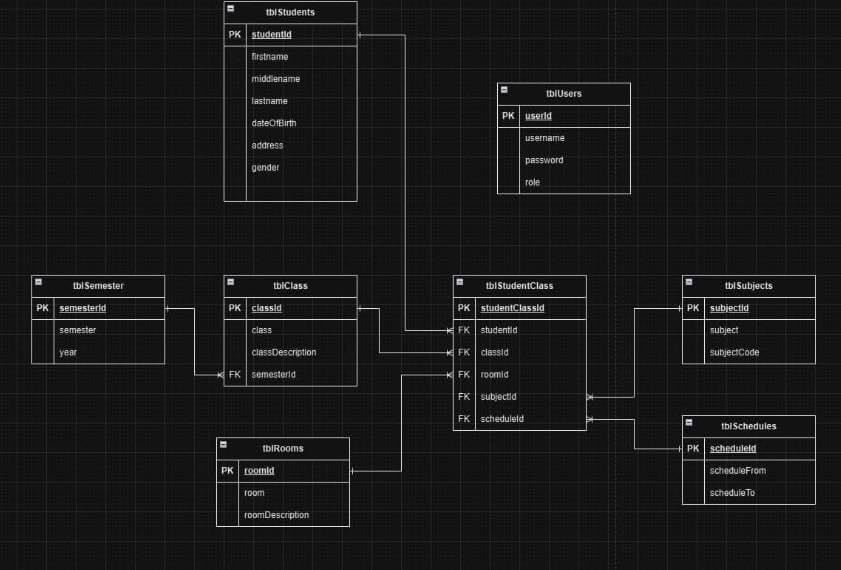 tblStudents
PK studentId
firstname
middlename
lastname
dateOfBirth
address
gender
tblUsers
PK userId
username
password
role
tblSemester
PK semesterId
semester
year
tblClass
PK classId
class
classDescription
FK semesterId
tblStudentClass
PK studentClassId
FK studentId
FK classId
FK roomId
FK subjectId
FK scheduleId
tblSubjects
PK subjectId
subject
subjectCode
tblRooms
PK roomId
room
roomDescription
tblSchedules
PK scheduleId
scheduleFrom
scheduleTo